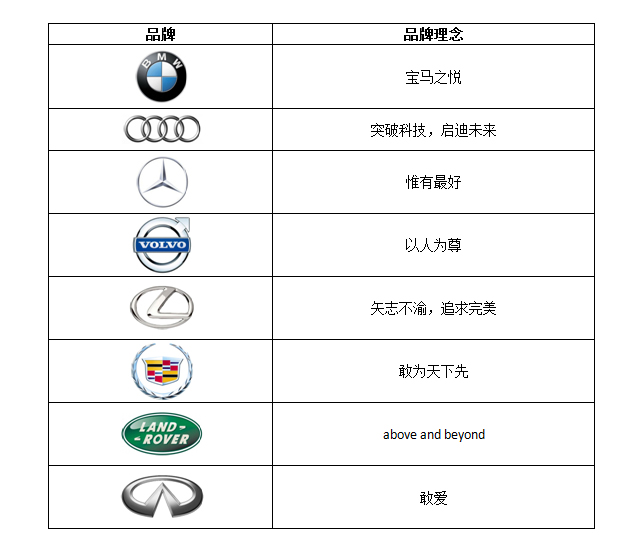 品牌 品牌理念
BMW 宝马之悦
突破科技，启迪未来
惟有最好
VOLVO 以人为尊
矢志不渝，追求完美
敢为天下先
LAND-
-ROVER above and beyond
敢爱